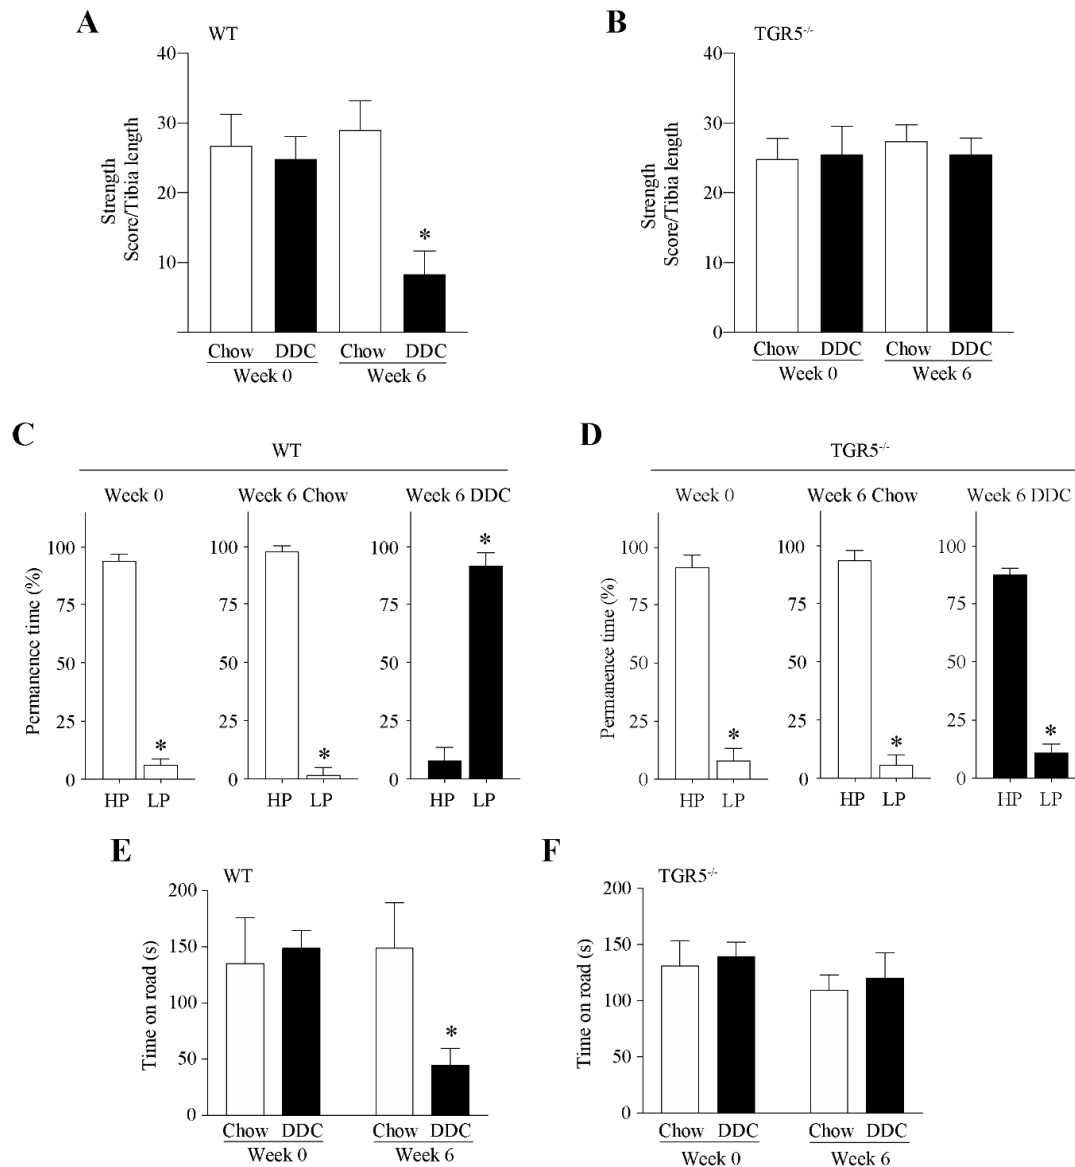 A
WT
Strength
Score/Tibia length
40
30
20
10
*
Chow DDC Chow DDC
Week 0 Week 6
B
TGR5-/-
Strength
Score/Tibia length
40
30
20
10
0
Chow DDC Chow DDC
Week 0 Week 6
C
WT
Week 0 Week 6 Chow Week 6 DDC
Permanence time (%)
100
75
50
25
0
*
HP LP
100
75
50
25
0
*
HP LP
100
75
50
25
0
*
HP LP
D
TGR5-/-
Week 0 Week 6 Chow Week 6 DDC
Permanence time (%)
100
75
50
25
0
*
HP LP
100
75
50
25
0
*
HP LP
100
75
50
25
0
*
HP LP
E
WT
Time on road (s)
200
150
100
50
0
*
Chow DDC Chow DDC
Week 0 Week 6
F
TGR5-/-
Time on road (s)
200
150
100
50
0
Chow DDC Chow DDC
Week 0 Week 6